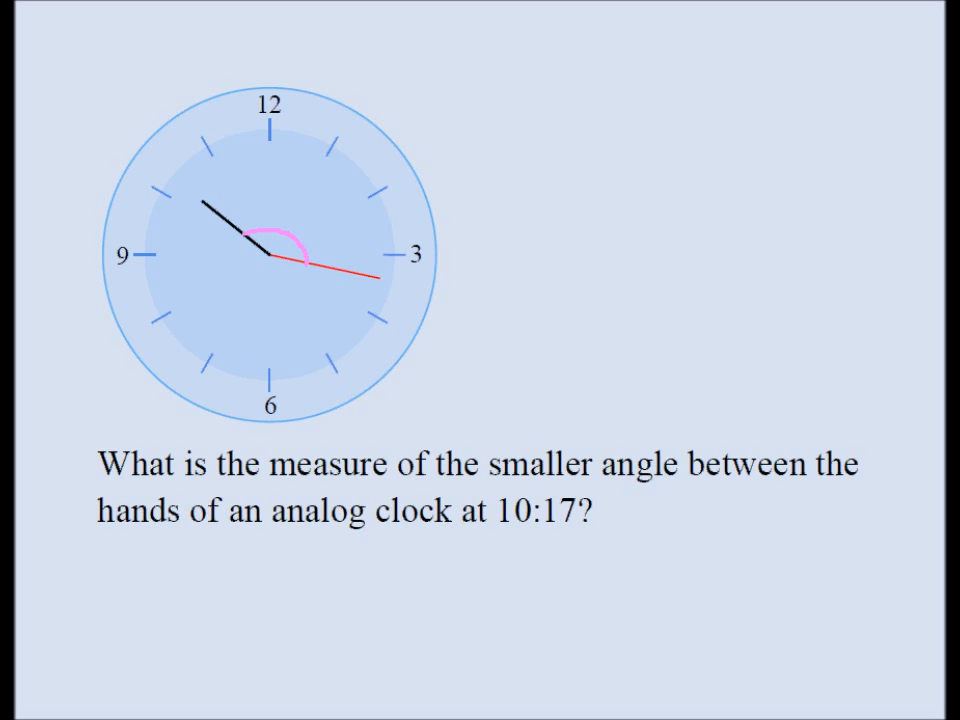 12
9
3
6
What is the measure of the smaller angle between the
hands of an analog clock at 10:17?